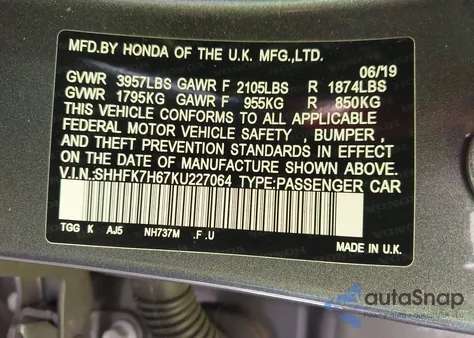 MFD.BY HONDA OF THE U.K. MFG.,LTD.
06/19
GVWR 3957LBS GAWR F 2105LBS R 1874LBS
GVWR 1795KG GAWR F 955KG R 850KG
THIS VEHICLE CONFORMS TO ALL APPLICABLE
FEDERAL MOTOR VEHICLE SAFETY , BUMPER ,
AND THEFT PREVENTION STANDARDS IN EFFECT
ON THE DATE OF MANUFACTURE SHOWN ABOVE.
V.I.N.:SHHFK7H67KU227064 TYPE:PASSENGER CAR
TGG K AJ5 NH737M .F .U
MADE IN U.K.
autaSnap